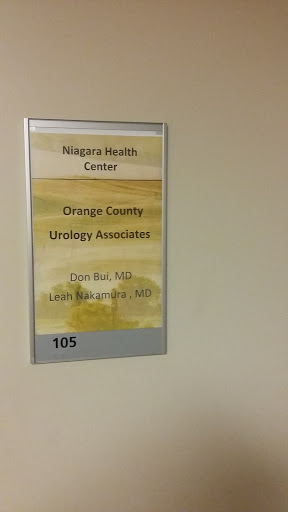 Niagara Health
Center
Orange County
Urology Associates
Don Bui, MD
Leah Nakamura , MD
105